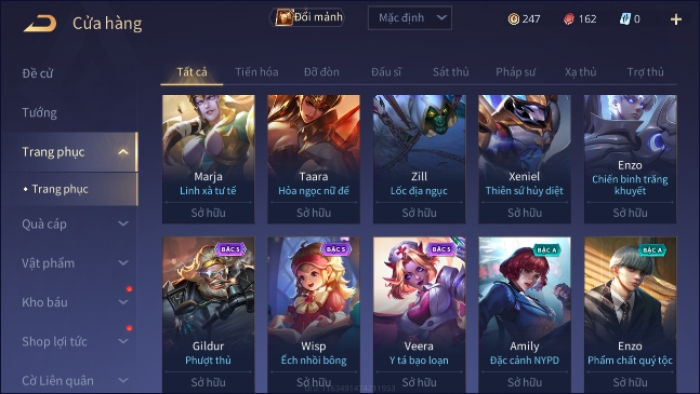 Cửa hàng
Đổi mảnh
Mặc định
247
162
0
Đề cử
Tướng
Trang phục
Trang phục
Quà cáp
Vật phẩm
Kho báu
Shop lợi tức
Cờ Liên quân
Tất cả Tiến hóa Đỡ đòn Đấu sĩ Sát thủ Pháp sư Xạ thủ Trợ thủ
Marja
Linh xà tư tế
Sở hữu
Taara
Hỏa ngọc nữ đế
Sở hữu
Zill
Lốc địa ngục
Sở hữu
Xeniel
Thiên sứ hủy diệt
Sở hữu
Enzo
Chiến binh trăng
khuyết
Sở hữu
BẬC S
Gildur
Phượt thủ
Sở hữu
BẬC S
Wisp
Ếch nhồi bông
Sở hữu
BẬC S
Veera
Y tá bạo loạn
Sở hữu
BẬC A
Amily
Đặc cảnh NYPD
Sở hữu
BẬC A
Enzo
Phẩm chất quý tộc
Sở hữu